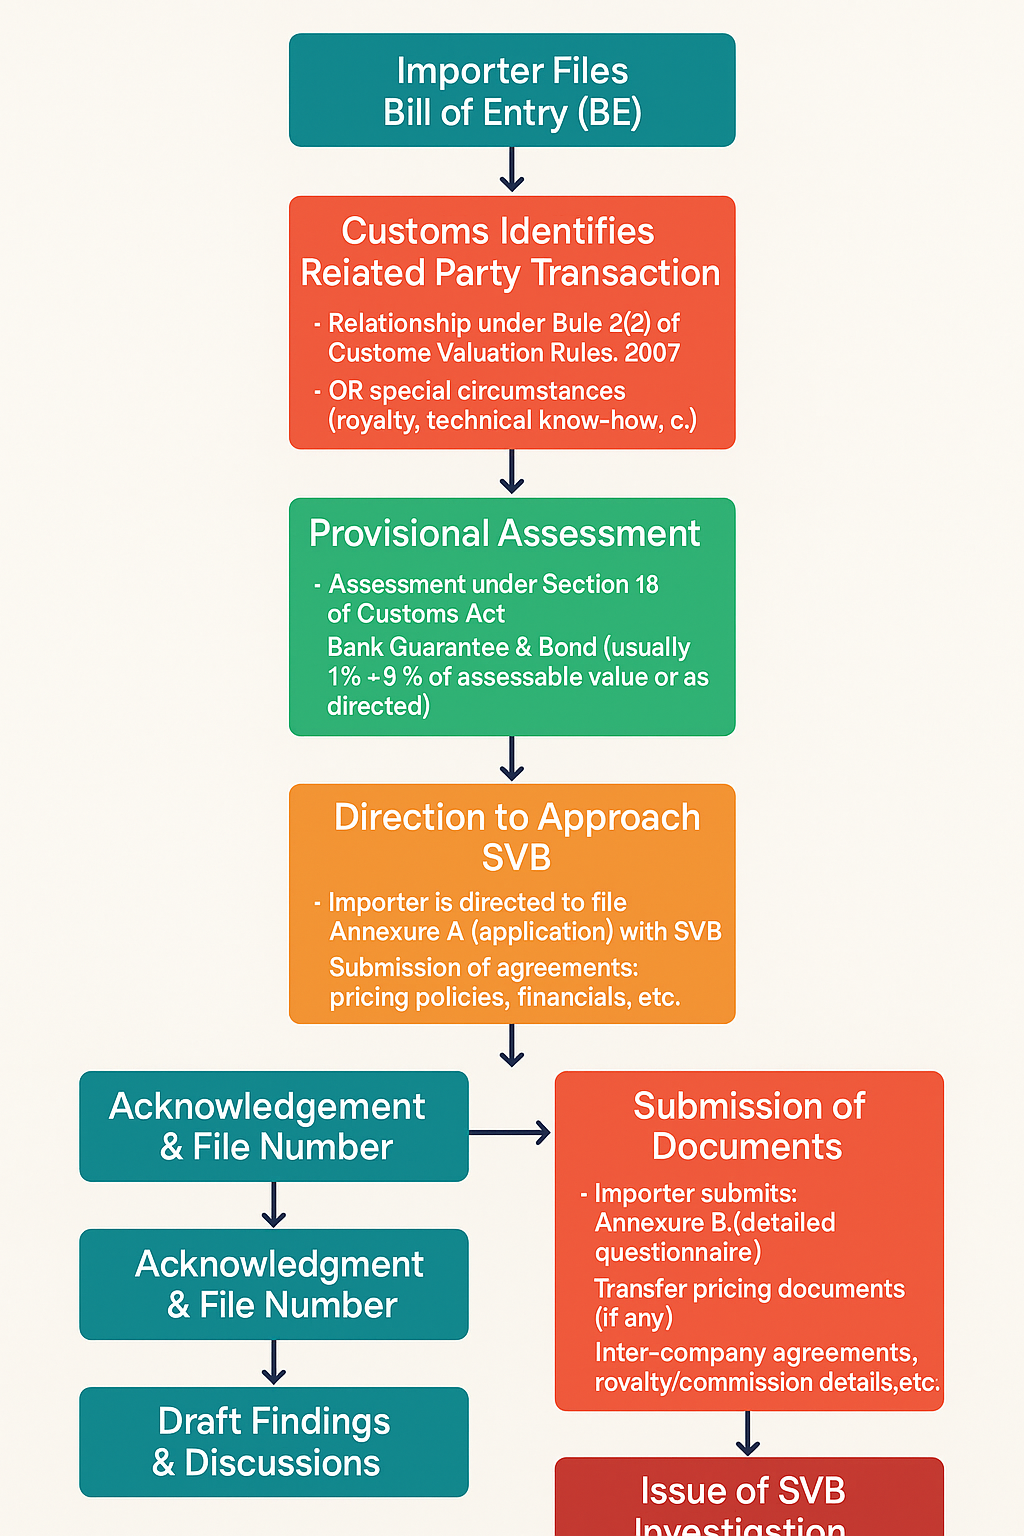 Importer Files
Bill of Entry (BE)
Customs Identifies
Reiated Party Transaction
- Relationship under Bule 2(2) of
Custome Valuation Rules. 2007
- OR special circumstances
(royalty, technical know-how, c.)
Provisional Assessment
- Assessment under Section 18
of Customs Act
Bank Guarantee & Bond (usually
1% +9 % of assessable value or as
directed)
Direction to Approach
SVB
- Importer is directed to file
Annexure A (application) with SVB
Submission of agreements:
pricing policies, financials, etc.
Acknowledgement
& File Number
Acknowledgment
& File Number
Draft Findings
& Discussions
Submission of
Documents
- Importer submits:
Annexure B.(detailed
questionnaire)
Transfer pricing documents
(if any)
Inter-company agreements,
rovalty/commission details,etc.
Issue of SVB
Investigastion